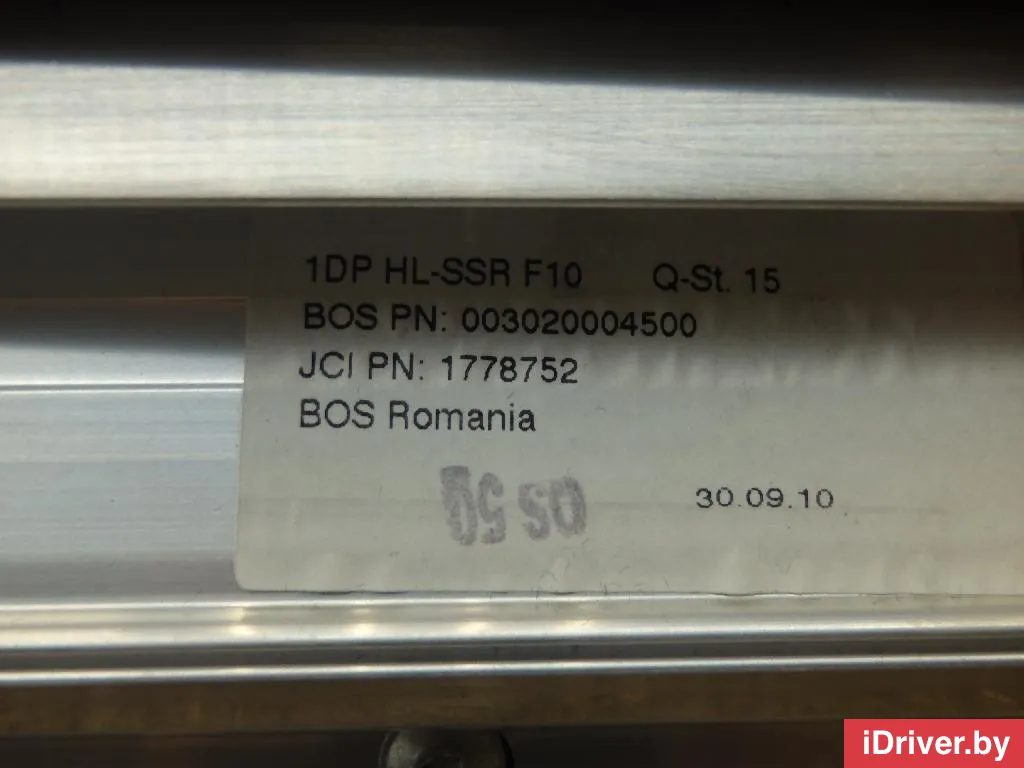 1DP HL-SSR F10 Q-St. 15
BOS PN: 003020004500
JCI PN: 1778752
BOS Romania
30.09.10
iDriver.by